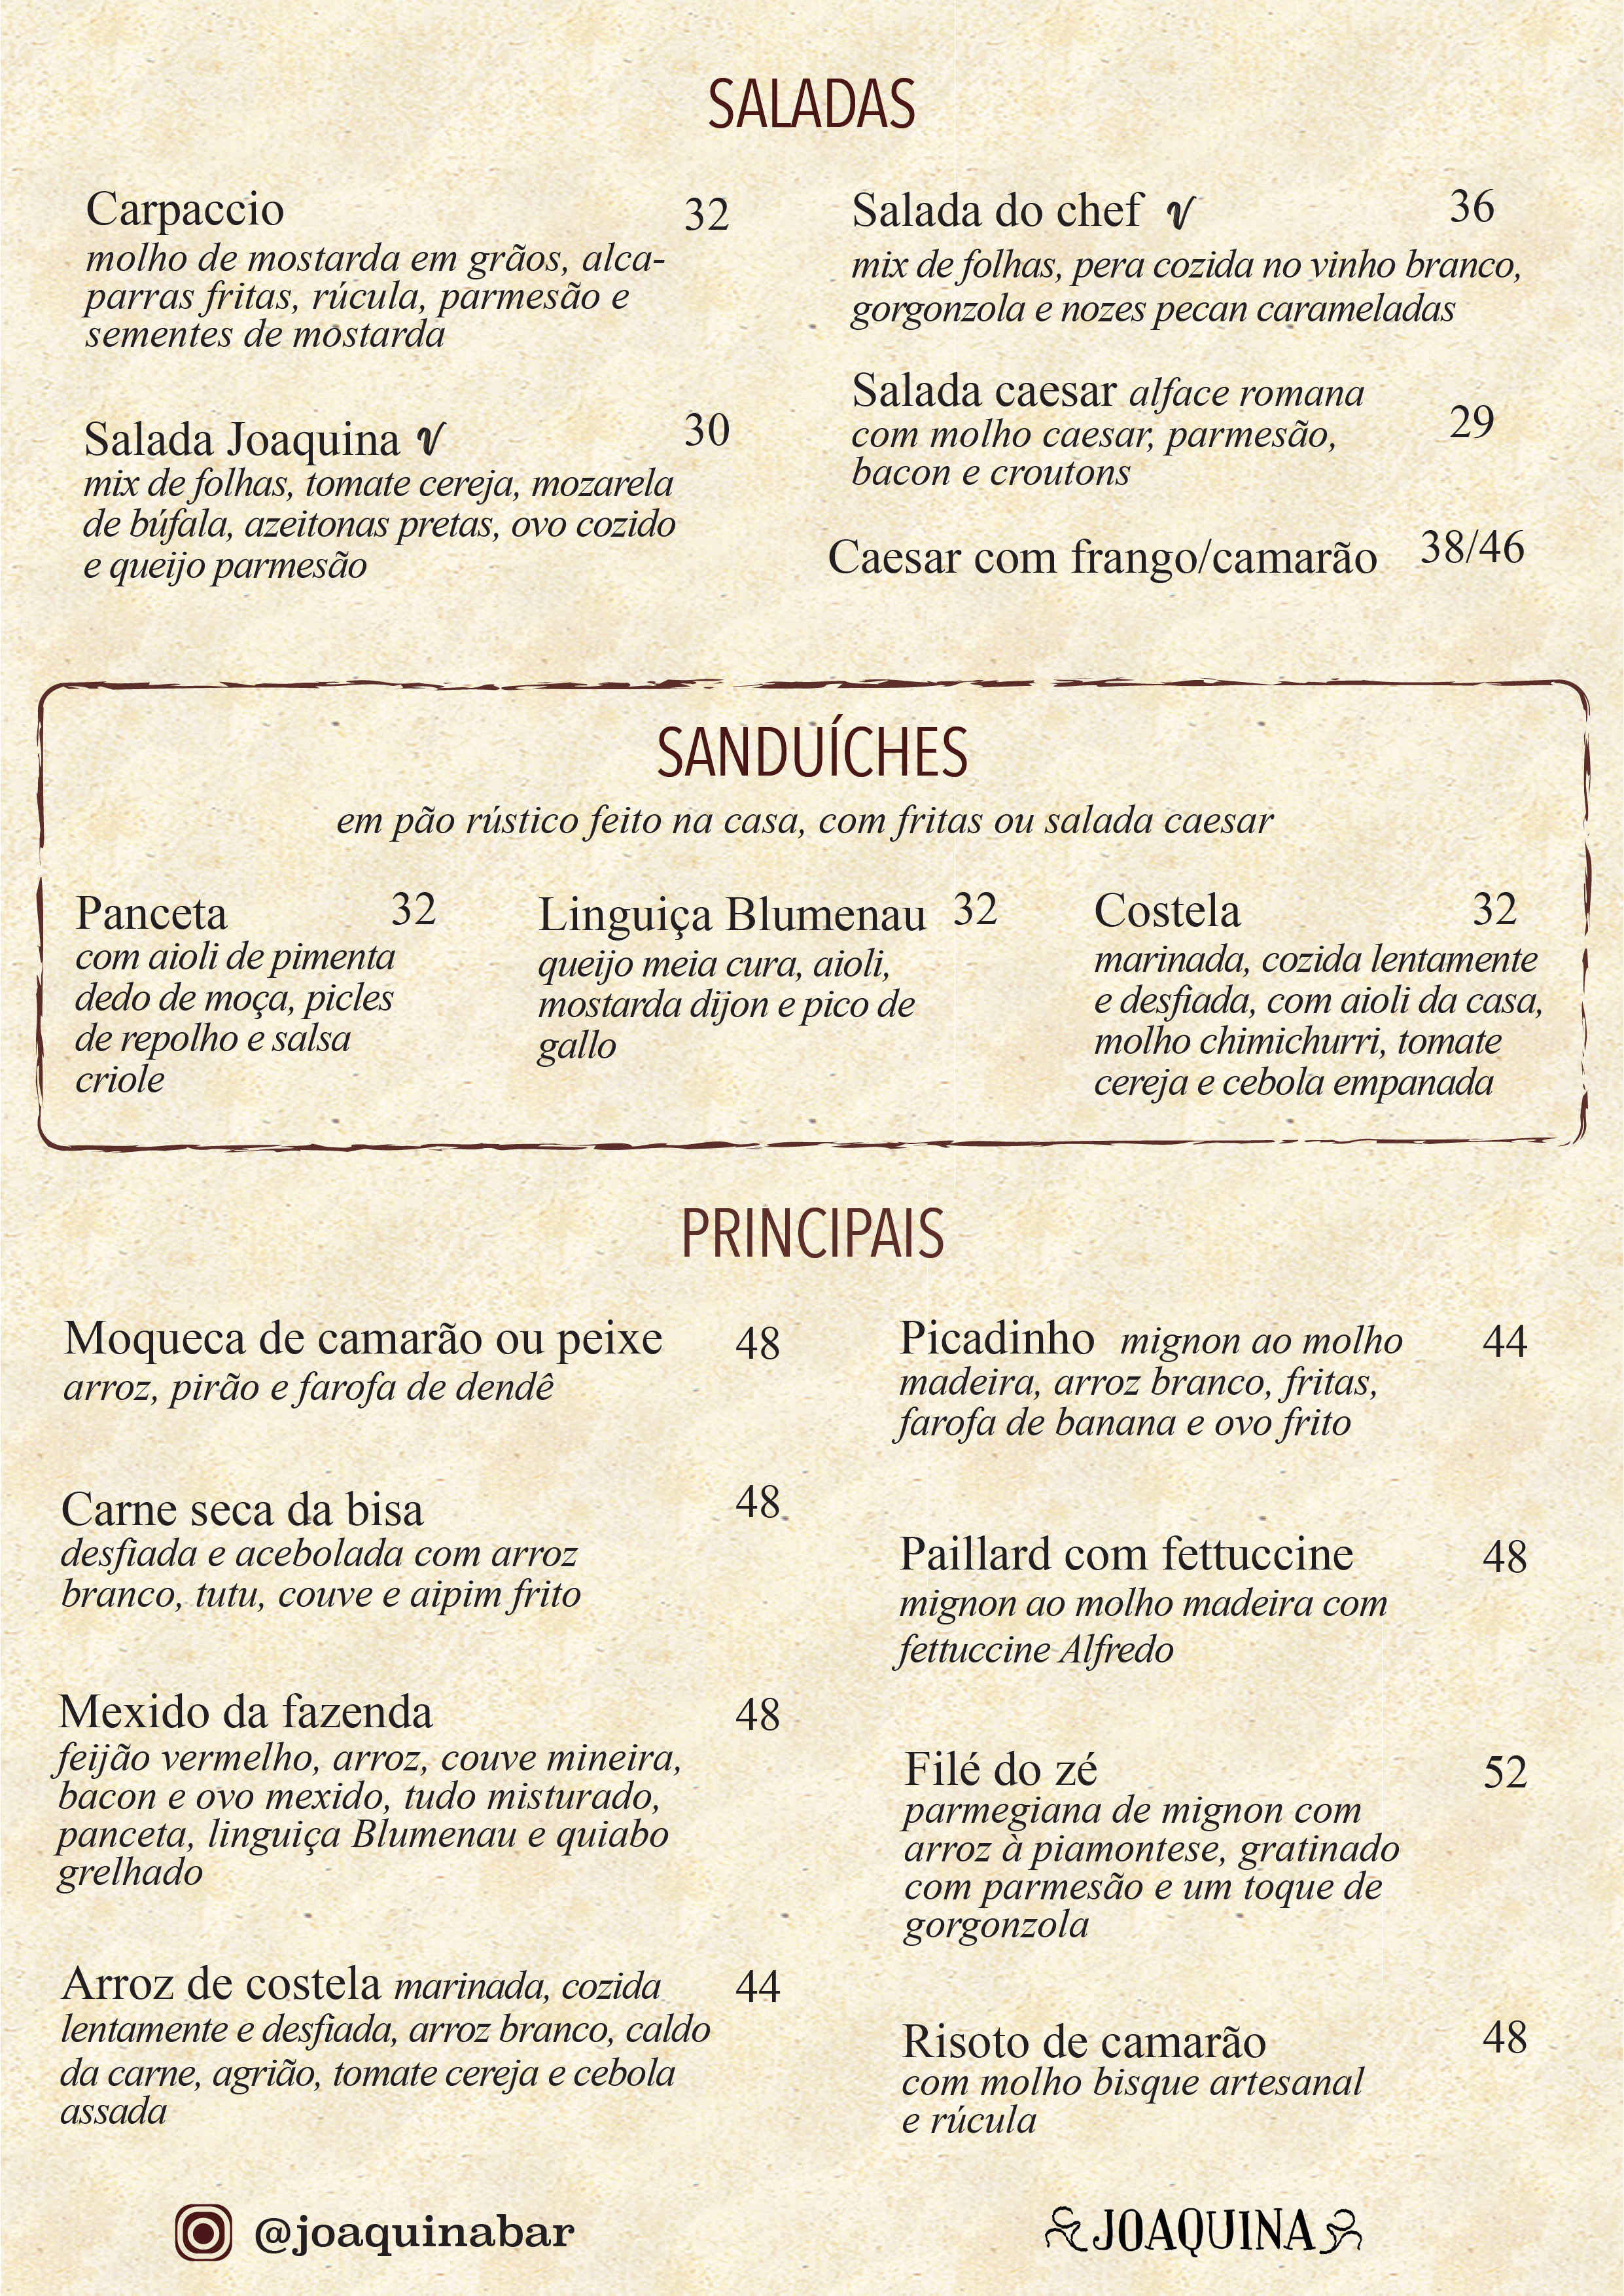 SALADAS
Carpaccio 32
molho de mostarda em grãos, alca-
parras fritas, rúcula, parmesão e
sementes de mostarda
Salada Joaquina V 30
mix de folhas, tomate cereja, mozarela
de búfala, azeitonas pretas, ovo cozido
e queijo parmesão
Salada do chef V 36
mix de folhas, pera cozida no vinho branco,
gorgonzola e nozes pecan carameladas
Salada caesar alface romana
com molho caesar, parmesão, 29
bacon e croutons
Caesar com frango/camarão 38/46
SANDUÍCHES
em pão rústico feito na casa, com fritas ou salada caesar
Panceta 32
com aioli de pimenta
dedo de moça, picles
de repolho e salsa
criole
Linguiça Blumenau 32
queijo meia cura, aioli,
mostarda dijon e pico de
gallo
Costela 32
marinada, cozida lentamente
e desfiada, com aioli da casa,
molho chimichurri, tomate
cereja e cebola empanada
PRINCIPAIS
Moqueca de camarão ou peixe 48
arroz, pirão e farofa de dendê
Carne seca da bisa 48
desfiada e acebolada com arroz
branco, tutu, couve e aipim frito
Mexido da fazenda 48
feijão vermelho, arroz, couve mineira,
bacon e ovo mexido, tudo misturado,
panceta, linguiça Blumenau e quiabo
grelhado
Arroz de costela marinada, cozida 44
lentamente e desfiada, arroz branco, caldo
da carne, agrião, tomate cereja e cebola
assada
Picadinho mignon ao molho 44
madeira, arroz branco, fritas,
farofa de banana e ovo frito
Paillard com fettuccine 48
mignon ao molho madeira com
fettuccine Alfredo
Filé do zé 52
parmegiana de mignon com
arroz à piamontese, gratinado
com parmesão e um toque de
gorgonzola
Risoto de camarão 48
com molho bisque artesanal
e rúcula
@joaquinabar
JOAQUINA